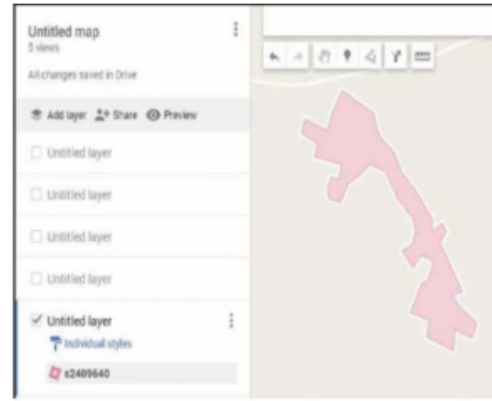 Untitled map
5 views
All changes saved in Drive
Add layer Share Preview
Untitled layer
Untitled layer
Untitled layer
Untitled layer
Untitled layer
Individual styles
s2409640